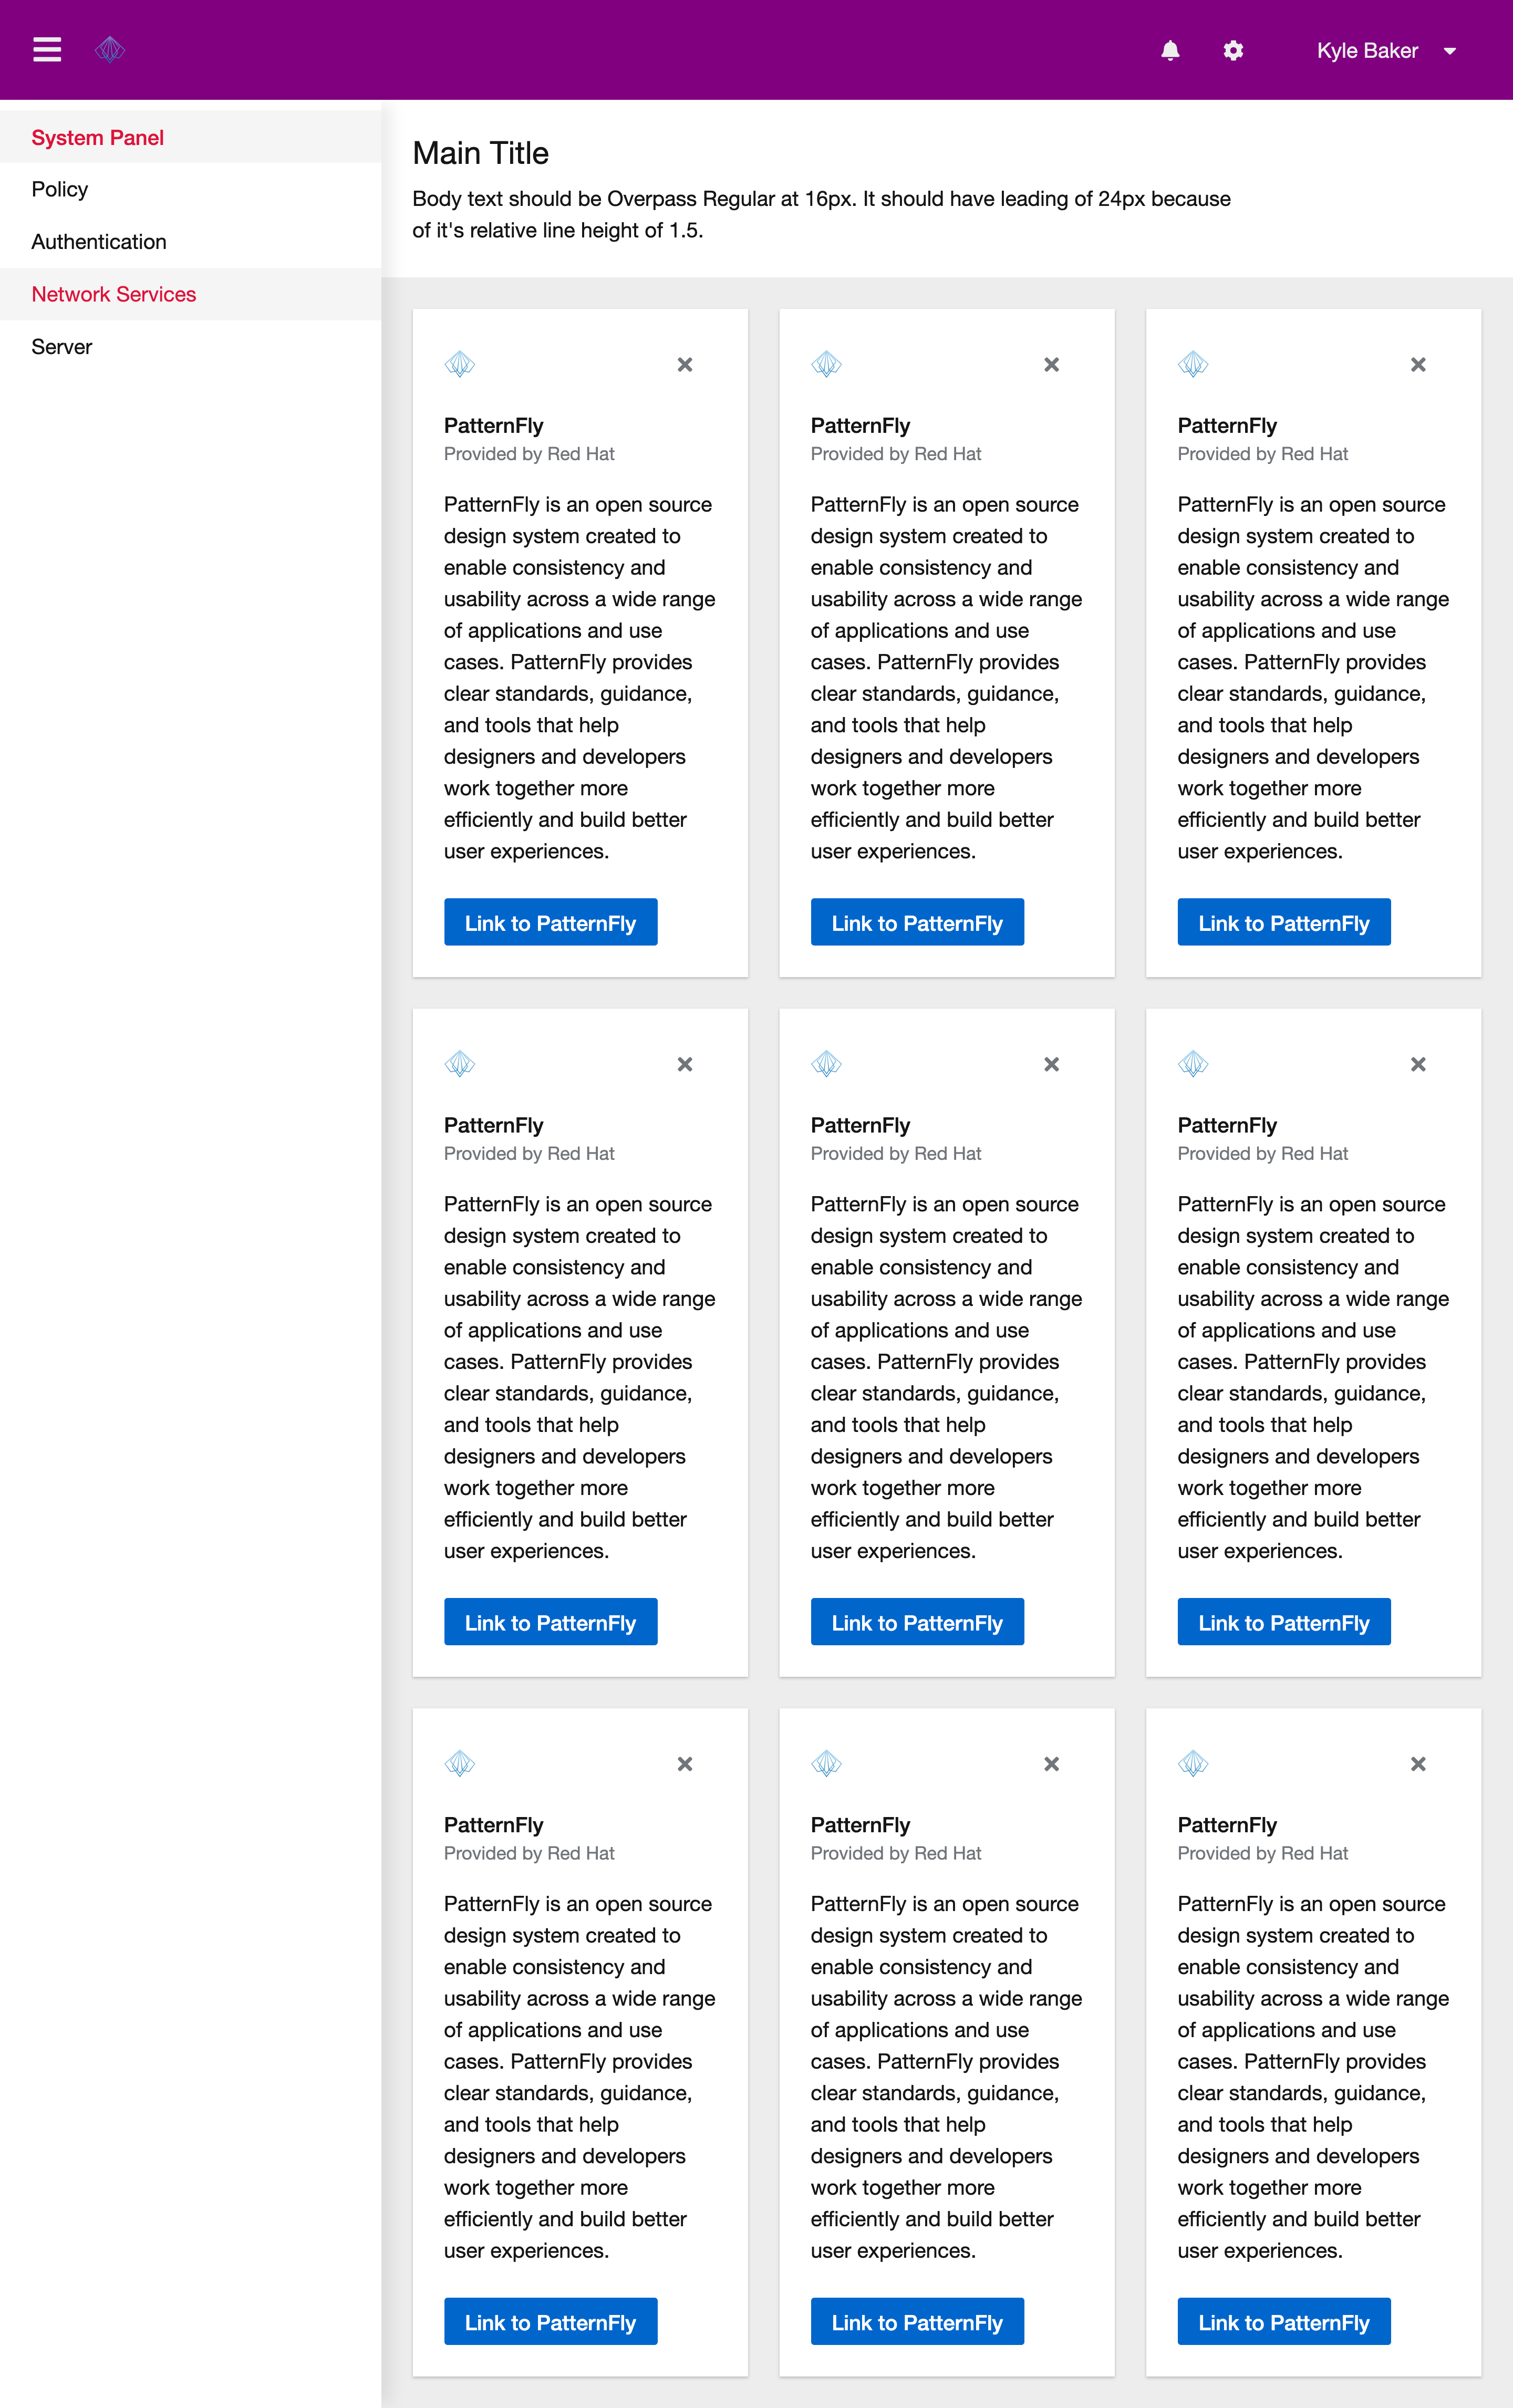 Kyle Baker
System Panel
Policy
Authentication
Network Services
Server
Main Title
Body text should be Overpass Regular at 16px. It should have leading of 24px because
of it's relative line height of 1.5.
PatternFly
Provided by Red Hat
PatternFly is an open source
design system created to
enable consistency and
usability across a wide range
of applications and use
cases. PatternFly provides
clear standards, guidance,
and tools that help
designers and developers
work together more
efficiently and build better
user experiences.
Link to PatternFly
PatternFly
Provided by Red Hat
PatternFly is an open source
design system created to
enable consistency and
usability across a wide range
of applications and use
cases. PatternFly provides
clear standards, guidance,
and tools that help
designers and developers
work together more
efficiently and build better
user experiences.
Link to PatternFly
PatternFly
Provided by Red Hat
PatternFly is an open source
design system created to
enable consistency and
usability across a wide range
of applications and use
cases. PatternFly provides
clear standards, guidance,
and tools that help
designers and developers
work together more
efficiently and build better
user experiences.
Link to PatternFly
PatternFly
Provided by Red Hat
PatternFly is an open source
design system created to
enable consistency and
usability across a wide range
of applications and use
cases. PatternFly provides
clear standards, guidance,
and tools that help
designers and developers
work together more
efficiently and build better
user experiences.
Link to PatternFly
PatternFly
Provided by Red Hat
PatternFly is an open source
design system created to
enable consistency and
usability across a wide range
of applications and use
cases. PatternFly provides
clear standards, guidance,
and tools that help
designers and developers
work together more
efficiently and build better
user experiences.
Link to PatternFly
PatternFly
Provided by Red Hat
PatternFly is an open source
design system created to
enable consistency and
usability across a wide range
of applications and use
cases. PatternFly provides
clear standards, guidance,
and tools that help
designers and developers
work together more
efficiently and build better
user experiences.
Link to PatternFly
PatternFly
Provided by Red Hat
PatternFly is an open source
design system created to
enable consistency and
usability across a wide range
of applications and use
cases. PatternFly provides
clear standards, guidance,
and tools that help
designers and developers
work together more
efficiently and build better
user experiences.
Link to PatternFly
PatternFly
Provided by Red Hat
PatternFly is an open source
design system created to
enable consistency and
usability across a wide range
of applications and use
cases. PatternFly provides
clear standards, guidance,
and tools that help
designers and developers
work together more
efficiently and build better
user experiences.
Link to PatternFly
PatternFly
Provided by Red Hat
PatternFly is an open source
design system created to
enable consistency and
usability across a wide range
of applications and use
cases. PatternFly provides
clear standards, guidance,
and tools that help
designers and developers
work together more
efficiently and build better
user experiences.
Link to PatternFly